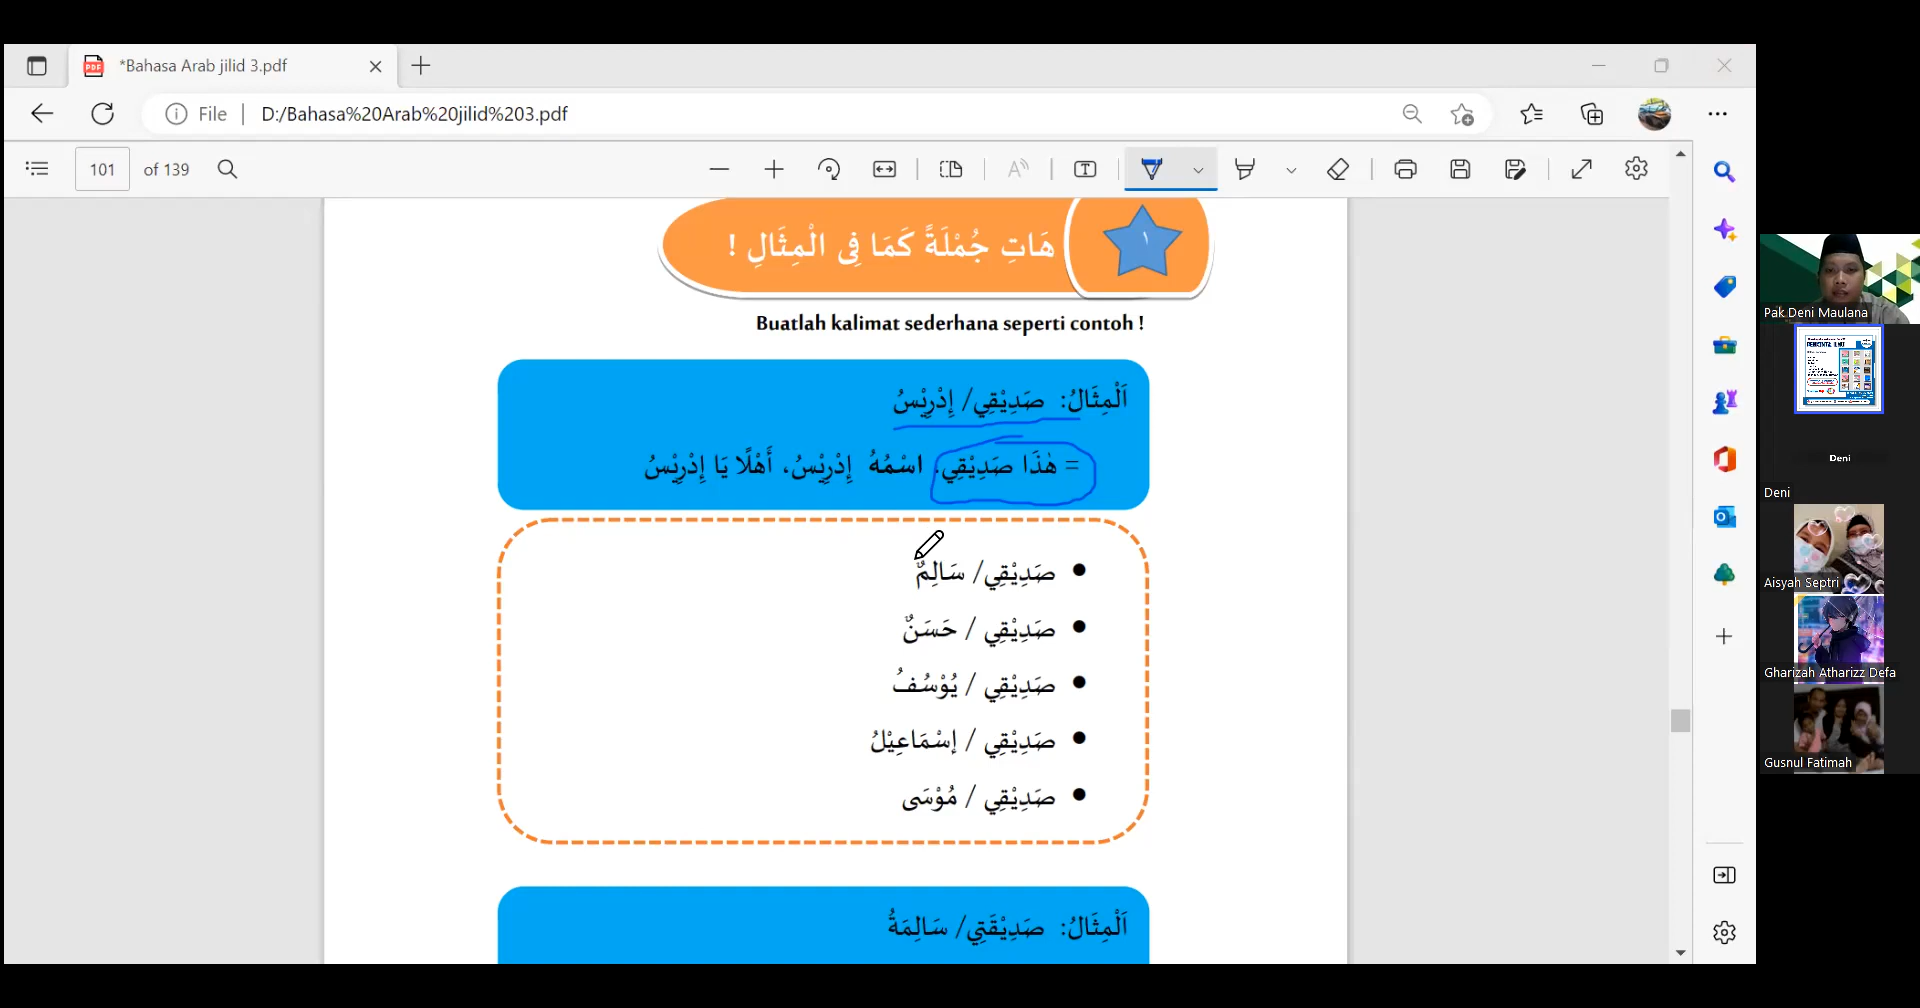 *Bahasa Arab jilid 3.pdf
File
D:/Bahasa%20Arab%20jilid%203.pdf
101 of 139
١
هَاتِ جُمْلَةً كَمَا فِى الْمِثَالِ !
Buatlah kalimat sederhana seperti contoh !
اَلْمِثَالُ: صَدِيْقِي/ إِدْرِيْسُ
= هٰذَا صَدِيْقِي، اسْمُهُ إِدْرِيْسُ، أَهْلًا يَا إِدْرِيْسُ
• صَدِيْقِي/ سَالِمٌ
• صَدِيْقِي / حَسَنٌ
• صَدِيْقِي / يُوْسُفُ
• صَدِيْقِي / إسْمَاعِيْلُ
• صَدِيْقِي / مُوْسَى
اَلْمِثَالُ: صَدِيْقَتِي/ سَالِمَةُ
Pak Deni Maulana
Deni
Deni
Aisyah Septri
Gharizah Atharizz Defa
Gusnul Fatimah